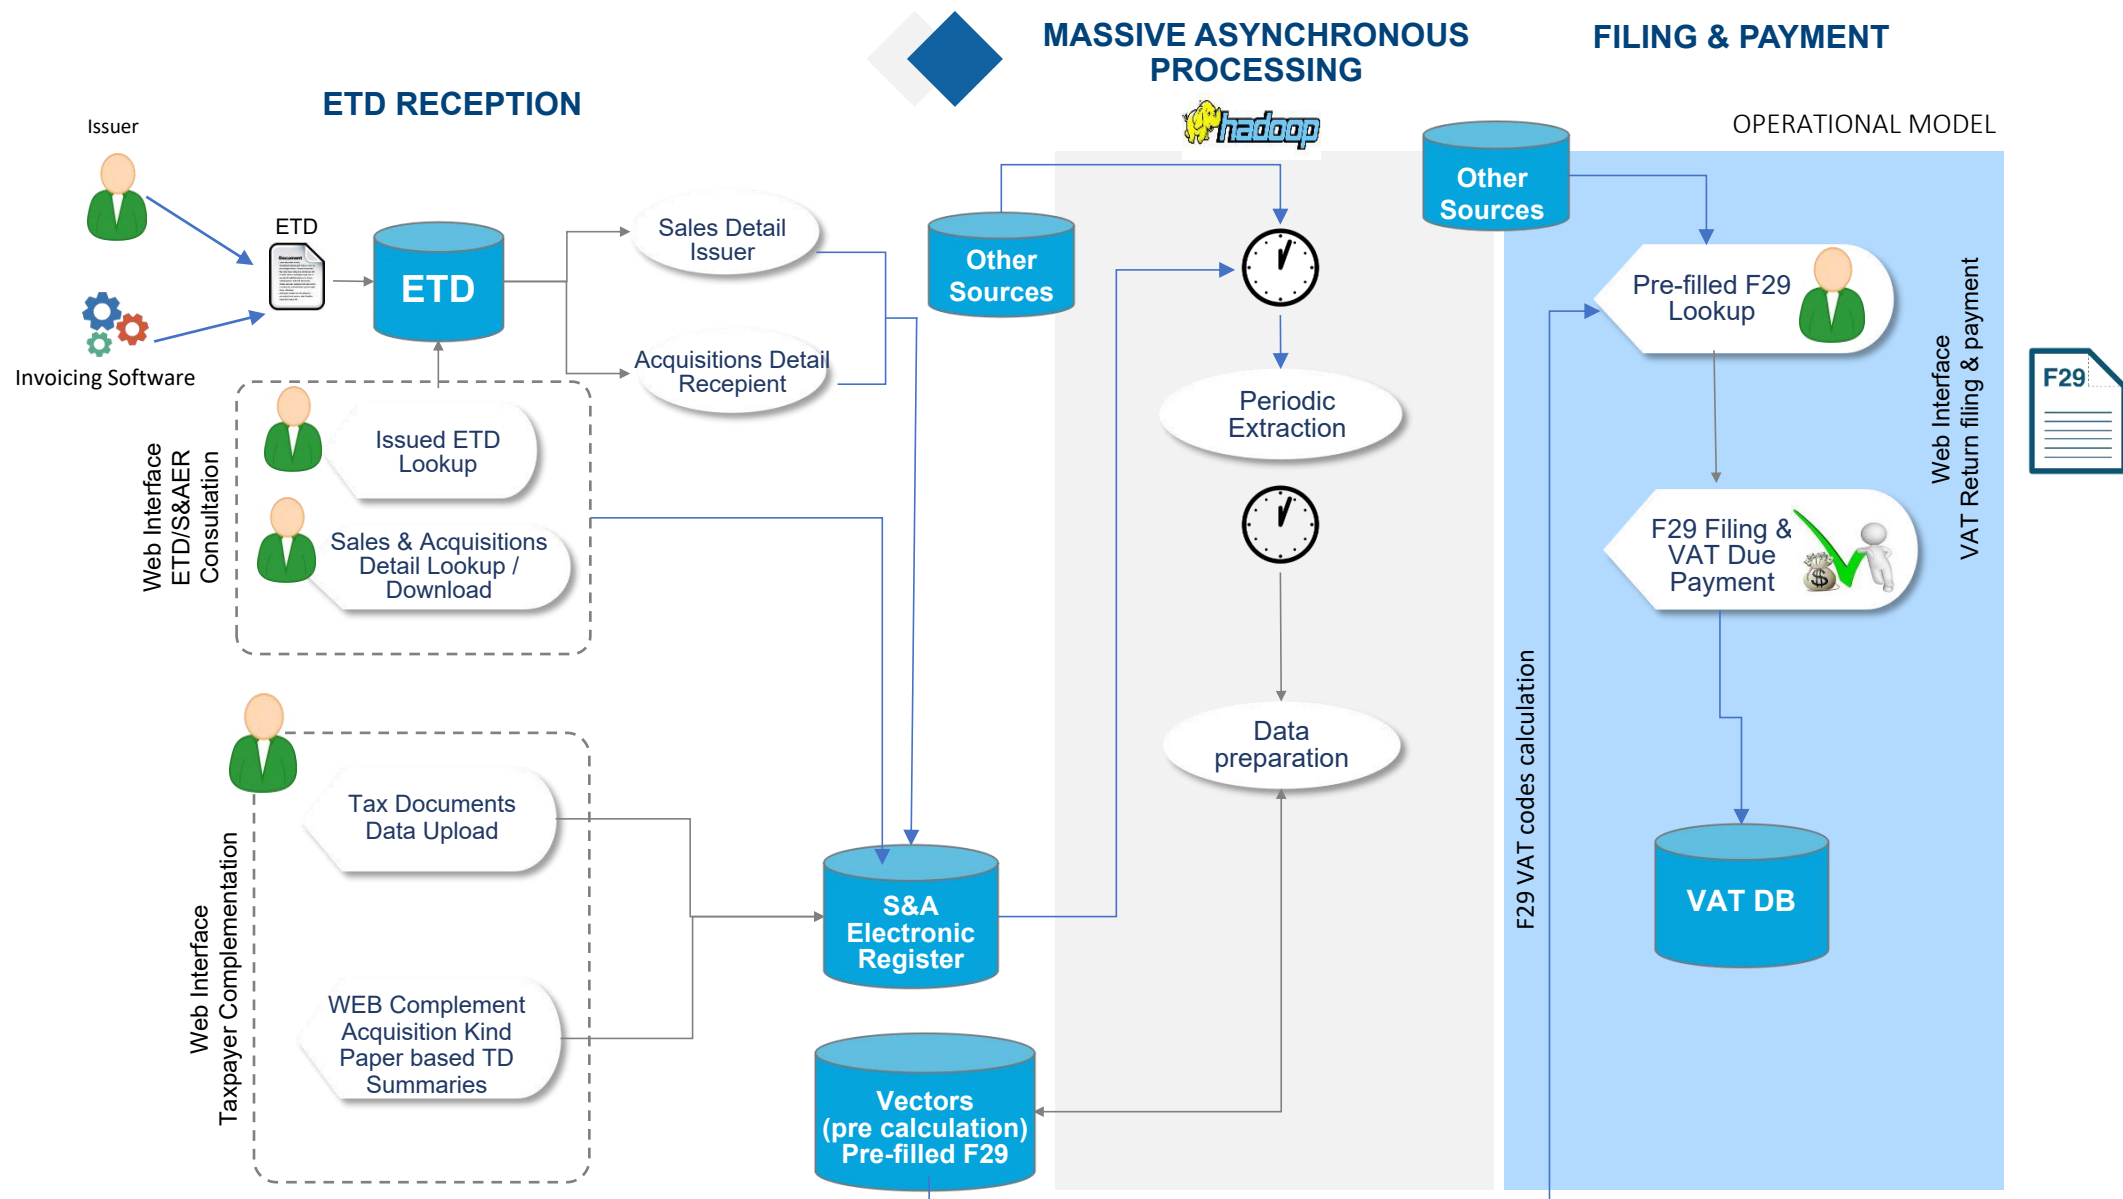 MASSIVE ASYNCHRONOUS
PROCESSING
FILING & PAYMENT
ETD RECEPTION
hadoop
OPERATIONAL MODEL
Issuer
ETD
ETD
Invoicing Software
Sales Detail
Issuer
Acquisitions Detail
Recepient
Other
Sources
Other
Sources
Web Interface
ETD/S&AER
Consultation
Issued ETD
Lookup
Sales & Acquisitions
Detail Lookup /
Download
Periodic
Extraction
Data
preparation
Pre-filled F29
Lookup
F29 Filing &
VAT Due
Payment
Web Interface
VAT Return filing & payment
F29
F29 VAT codes calculation
VAT DB
Web Interface
Taxpayer Complementation
Tax Documents
Data Upload
WEB Complement
Acquisition Kind
Paper based TD
Summaries
S&A
Electronic
Register
Vectors
(pre calculation)
Pre-filled F29
Document
$